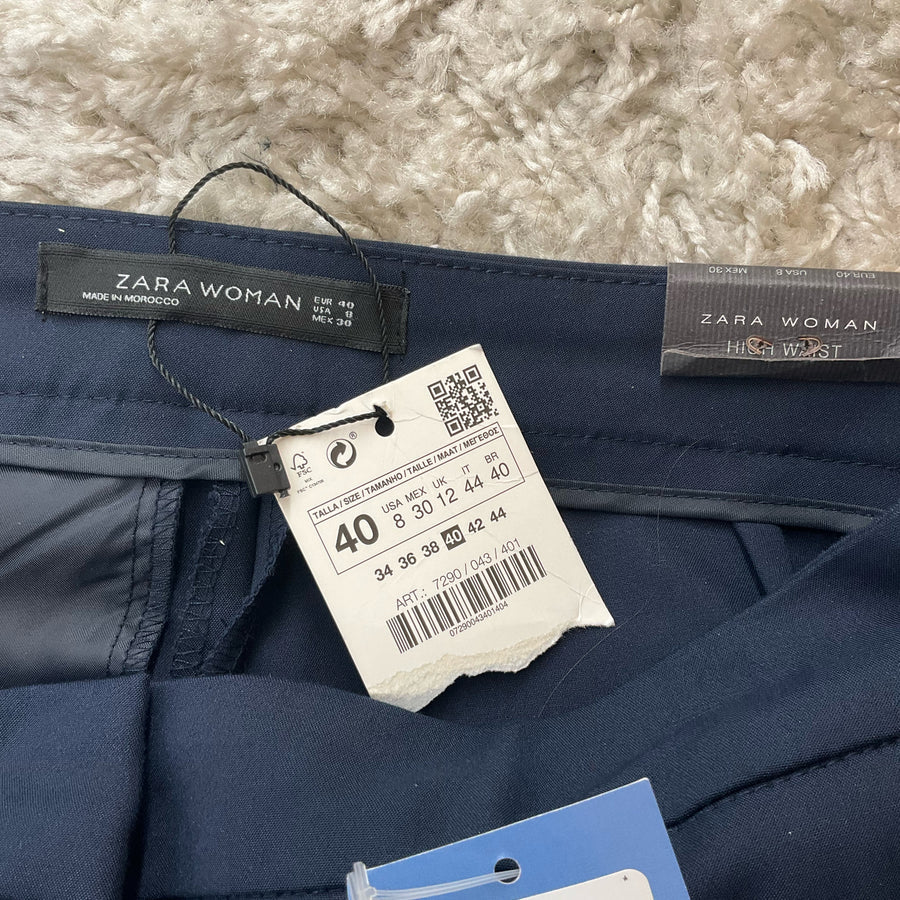 ZARA WOMAN
MADE IN MOROCCO
EUR 40
USA 8
MEX 30
EUR.40
USA 8
MEX 30
ZARA WOMAN
HIGH WAIST
FSC
MIX
TALLA / SIZE / TAMANHO / TAILLE / MAAT / ΜΕΓΕΘΟΣ
USA MEX UK IT BR
40 8 30 12 44 40
34 36 38 40 42 44
ART.: 7290 / 043 / 401
07290043401404